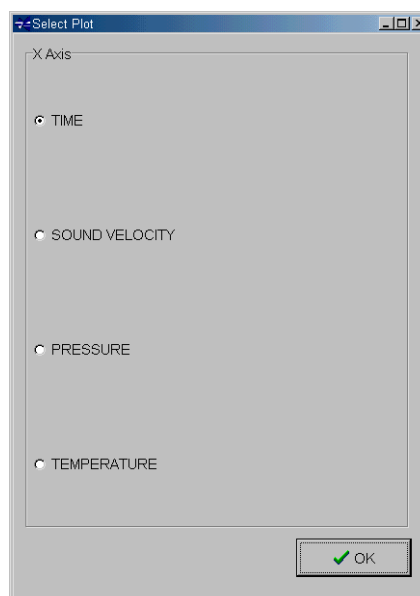 Select Plot
X Axis
TIME
SOUND VELOCITY
PRESSURE
TEMPERATURE
OK